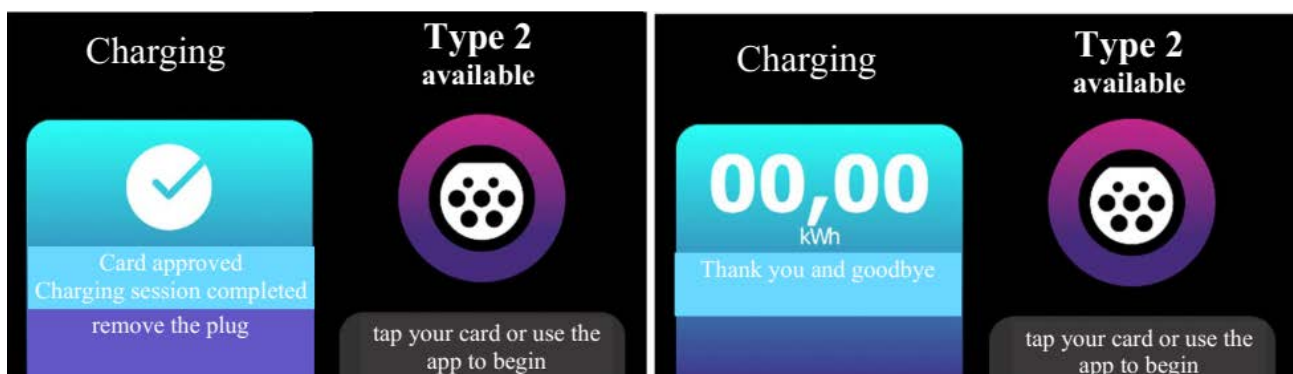 Charging
Card approved
Charging session completed
remove the plug
Type 2
available
tap your card or use the
app to begin
Charging
00,00
kWh
Thank you and goodbye
Type 2
available
tap your card or use the
app to begin